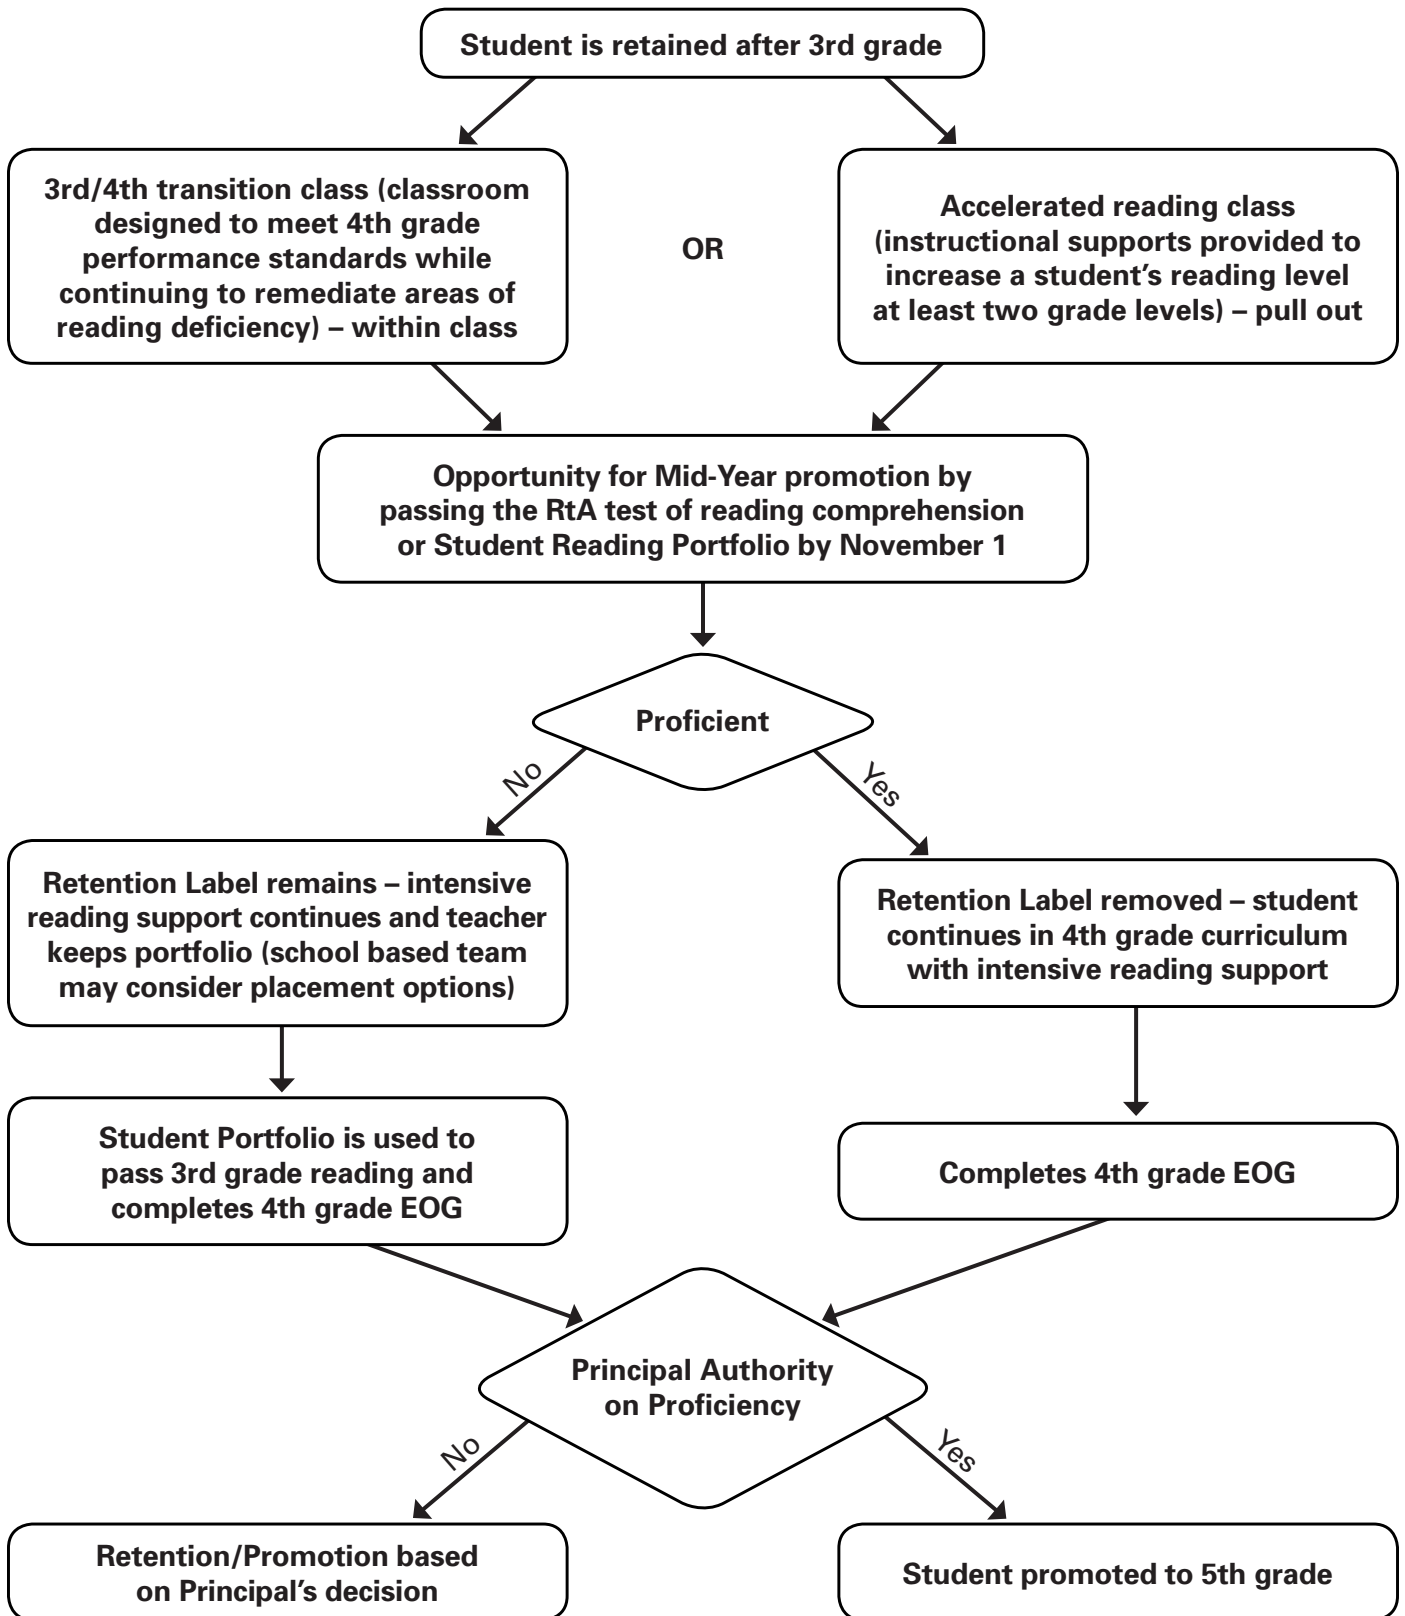 Student is retained after 3rd grade
3rd/4th transition class (classroom
designed to meet 4th grade
performance standards while
continuing to remediate areas of
reading deficiency) – within class
OR
Accelerated reading class
(instructional supports provided to
increase a student’s reading level
at least two grade levels) – pull out
Opportunity for Mid-Year promotion by
passing the RtA test of reading comprehension
or Student Reading Portfolio by November 1
Proficient
No
Yes
Retention Label remains – intensive
reading support continues and teacher
keeps portfolio (school based team
may consider placement options)
Retention Label removed – student
continues in 4th grade curriculum
with intensive reading support
Student Portfolio is used to
pass 3rd grade reading and
completes 4th grade EOG
Completes 4th grade EOG
Principal Authority
on Proficiency
No
Yes
Retention/Promotion based
on Principal’s decision
Student promoted to 5th grade